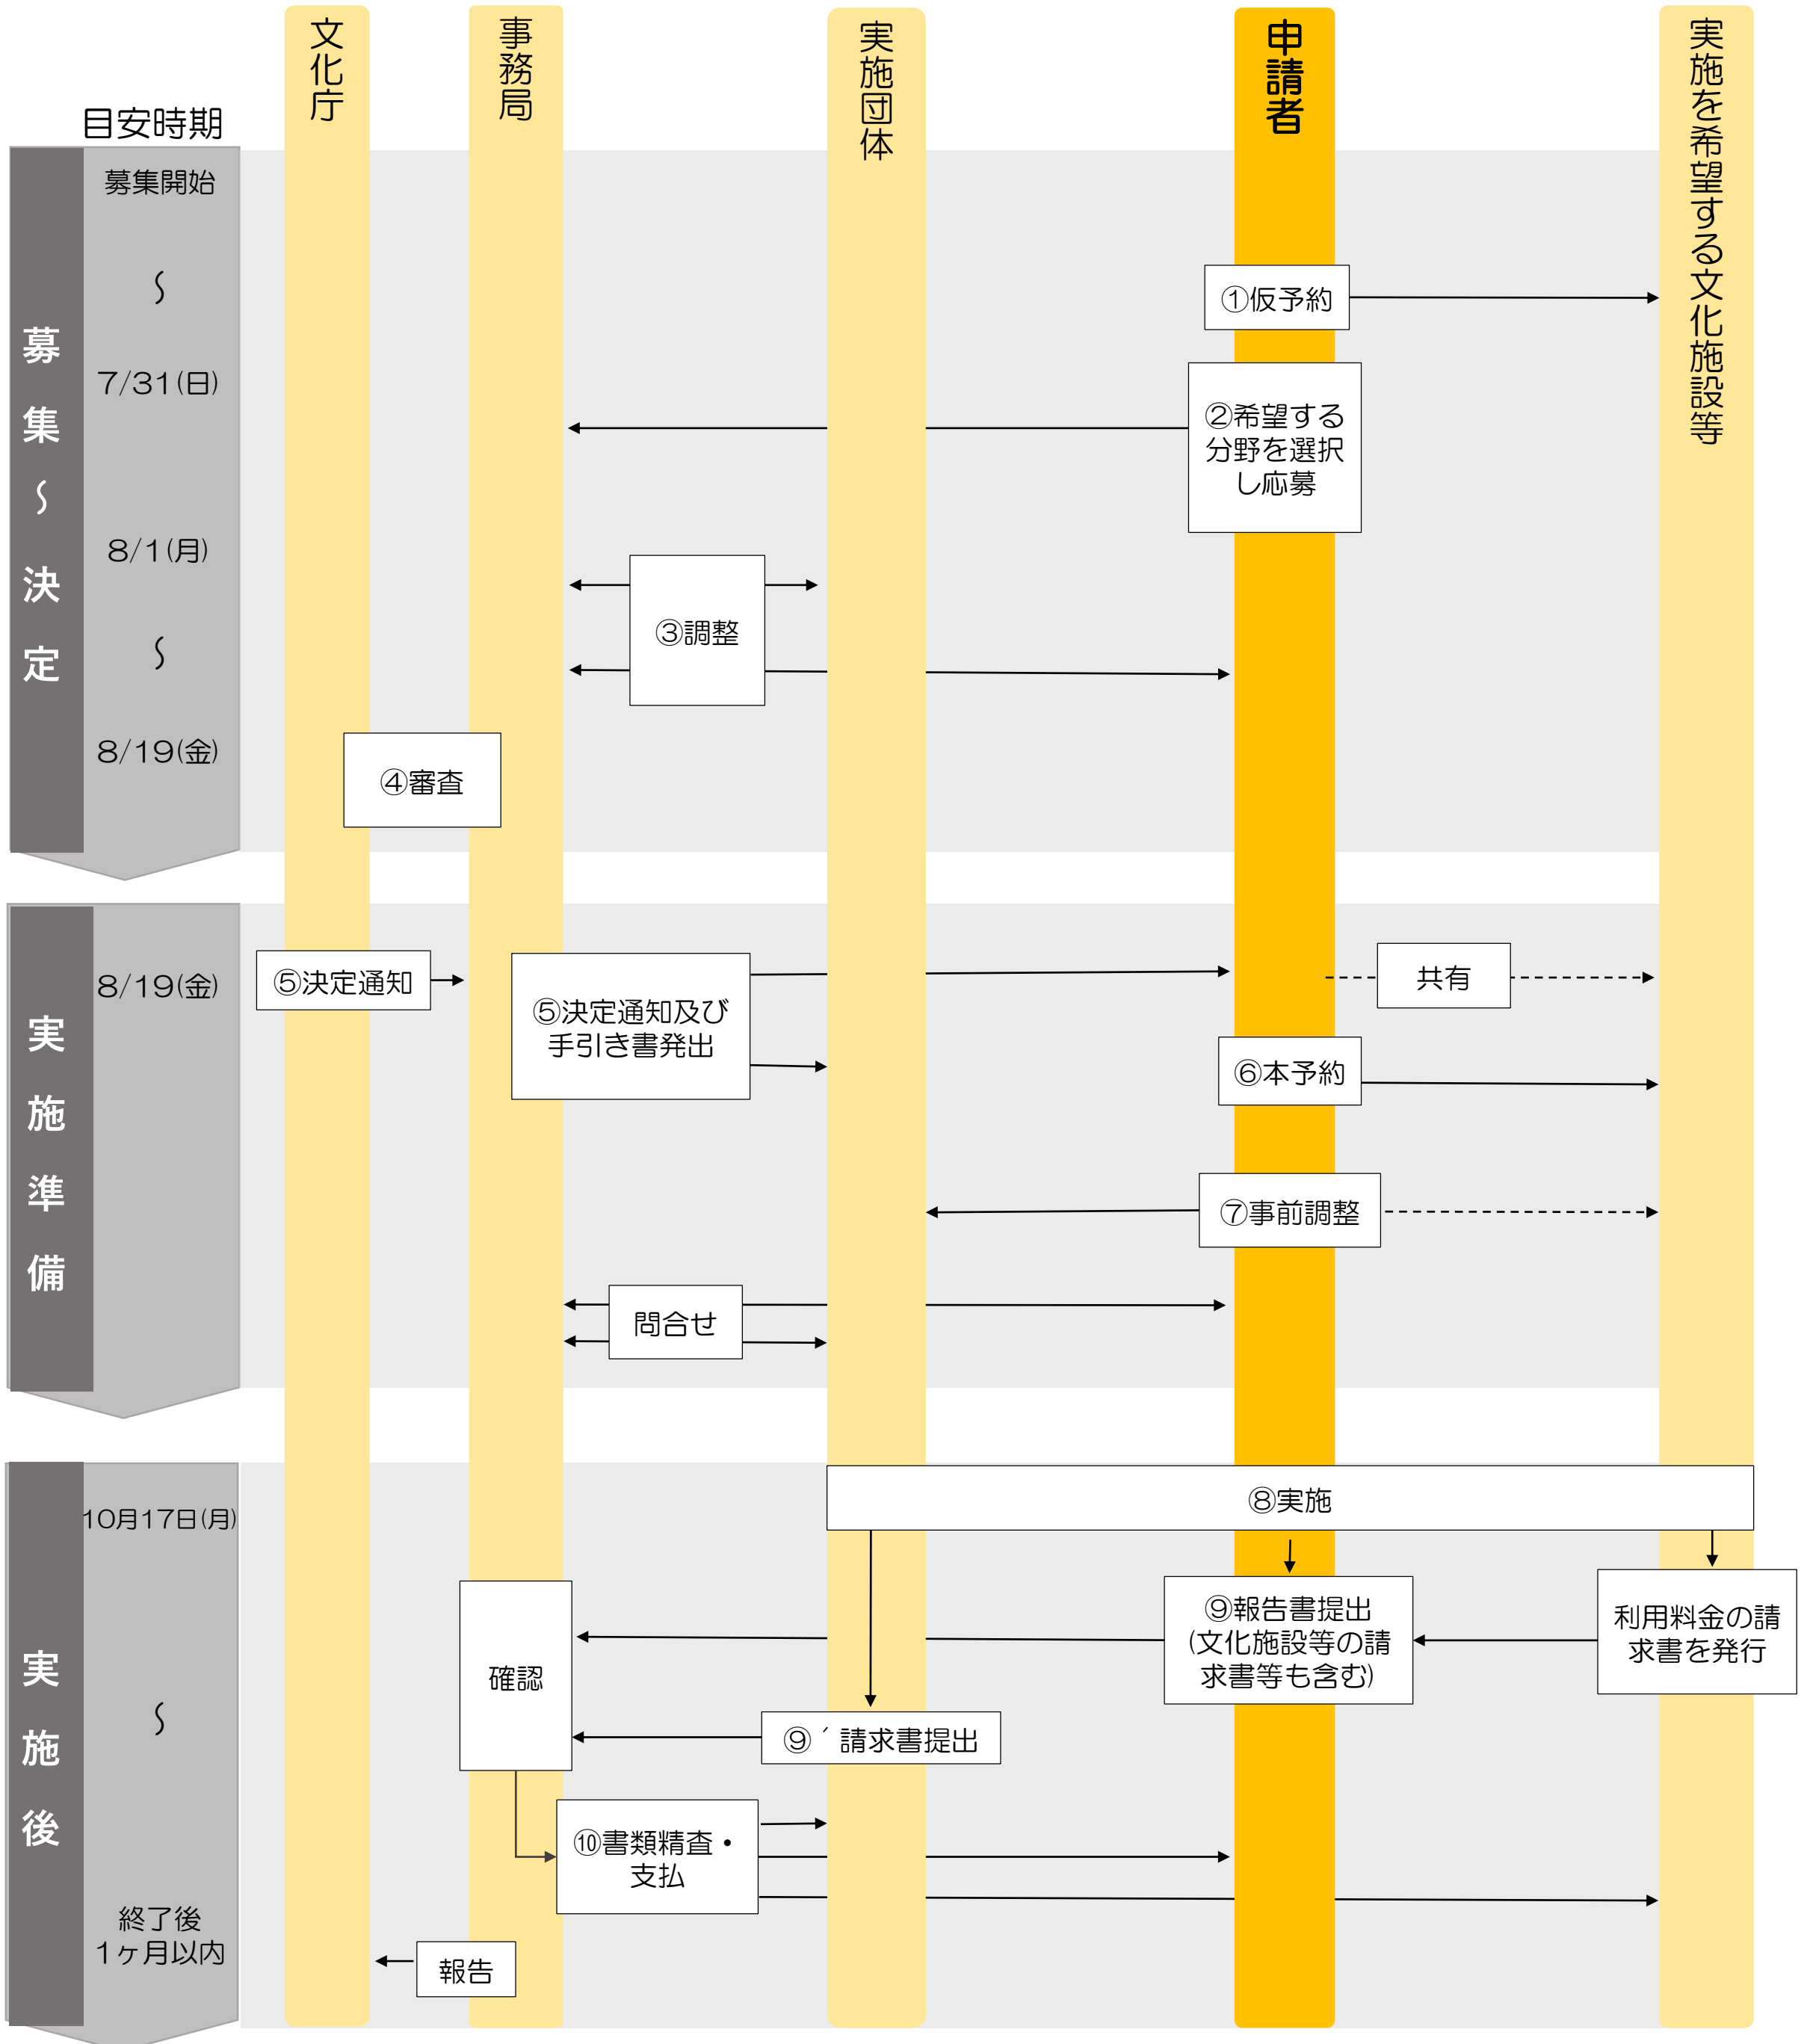 文化庁
事務局
実施団体
申請者
実施を希望する文化施設等
目安時期
募集~決定
募集開始
~
7/31(日)
8/1(月)
~
8/19(金)
①仮予約
②希望する
分野を選択
し応募
③調整
④審査
実施準備
8/19(金)
⑤決定通知
⑤決定通知及び
手引き書発出
共有
⑥本予約
⑦事前調整
問合せ
実施後
10月17日(月)
~
終了後
1ヶ月以内
⑧実施
⑨報告書提出
(文化施設等の請
求書等も含む)
利用料金の請
求書を発行
確認
⑨´請求書提出
⑩書類精査・
支払
報告